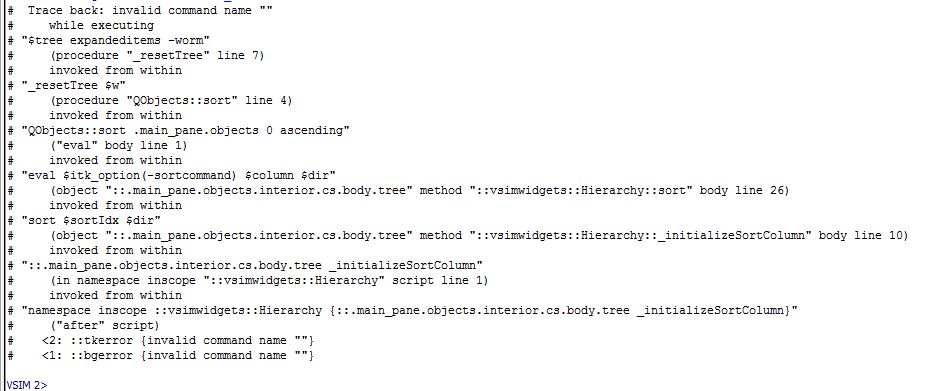 #  Trace back: invalid command name ""
#     while executing
# "$tree expandeditems -worm"
#     (procedure "_resetTree" line 7)
#     invoked from within
# "_resetTree $w"
#     (procedure "QObjects::sort" line 4)
#     invoked from within
# "QObjects::sort .main_pane.objects 0 ascending"
#     ("eval" body line 1)
#     invoked from within
# "eval $itk_option(-sortcommand) $column $dir"
#     (object "::.main_pane.objects.interior.cs.body.tree" method "::vsimwidgets::Hierarchy::sort" body line 26)
#     invoked from within
# "sort $sortIdx $dir"
#     (object "::.main_pane.objects.interior.cs.body.tree" method "::vsimwidgets::Hierarchy::_initializeSortColumn" body line 10)
#     invoked from within
# "::.main_pane.objects.interior.cs.body.tree _initializeSortColumn"
#     (in namespace inscope "::vsimwidgets::Hierarchy" script line 1)
#     invoked from within
# "namespace inscope ::vsimwidgets::Hierarchy {::.main_pane.objects.interior.cs.body.tree _initializeSortColumn}"
#     ("after" script)
#    <2: ::tkerror {invalid command name ""}
#    <1: ::bgerror {invalid command name ""}
VSIM 2>